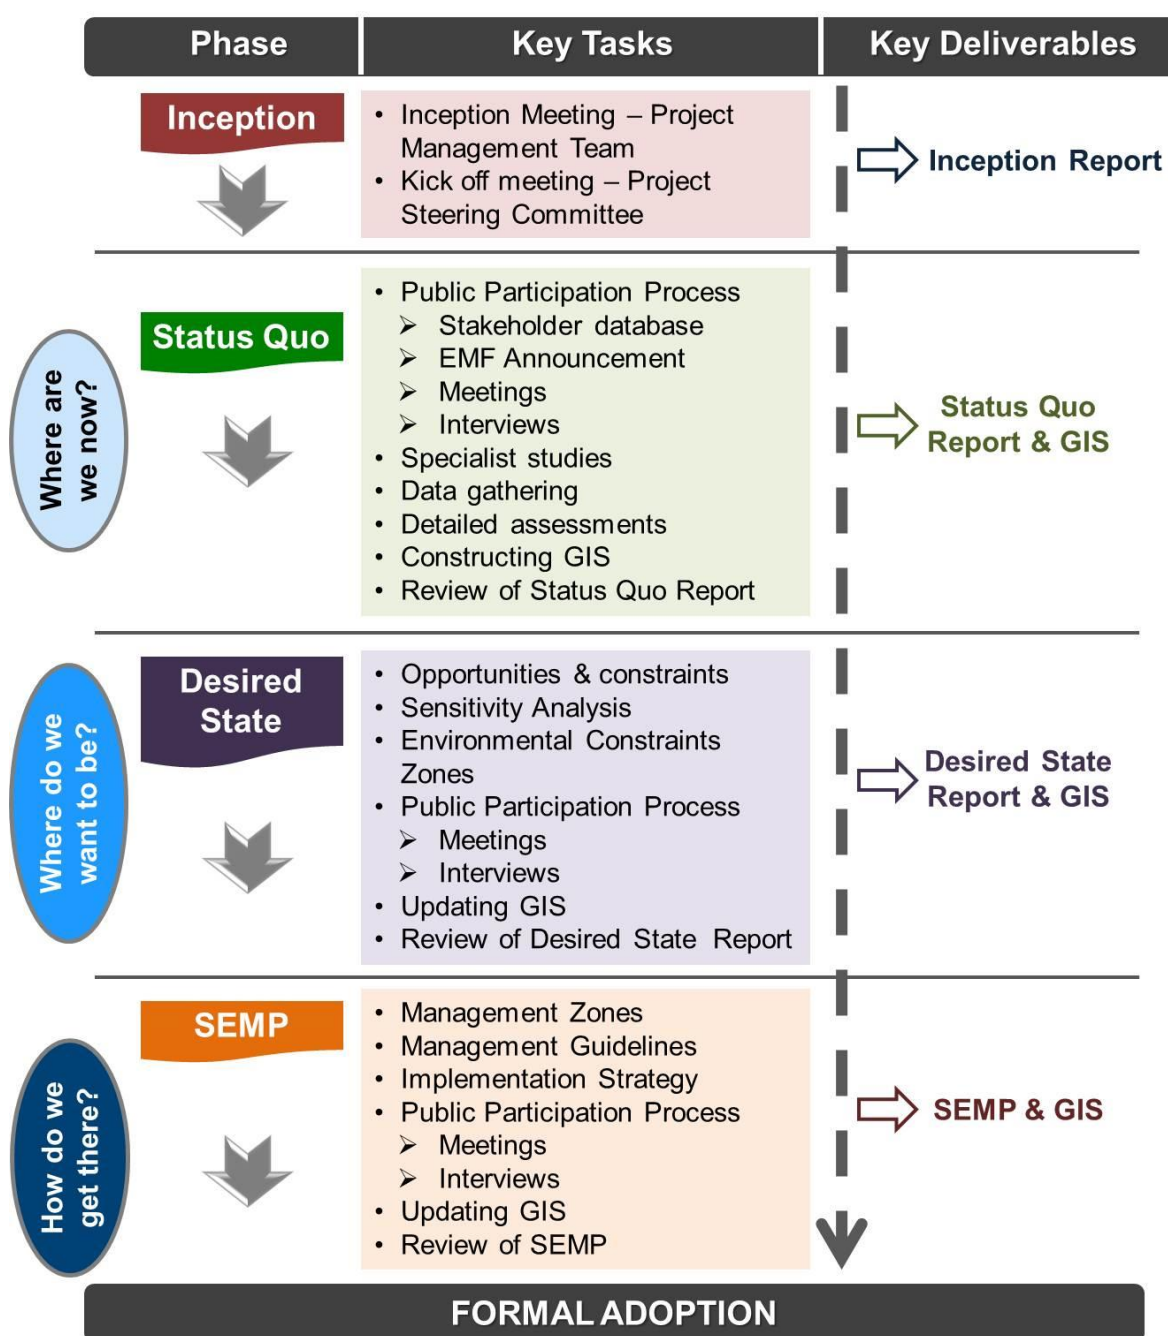 Phase Key Tasks Key Deliverables
Inception
• Inception Meeting – Project
Management Team
• Kick off meeting – Project
Steering Committee
Inception Report
Where are
we now?
Status Quo
• Public Participation Process
➢ Stakeholder database
➢ EMF Announcement
➢ Meetings
➢ Interviews
• Specialist studies
• Data gathering
• Detailed assessments
• Constructing GIS
• Review of Status Quo Report
Status Quo
Report & GIS
Where do we
want to be?
Desired
State
• Opportunities & constraints
• Sensitivity Analysis
• Environmental Constraints
Zones
• Public Participation Process
➢ Meetings
➢ Interviews
• Updating GIS
• Review of Desired State Report
Desired State
Report & GIS
How do we
get there?
SEMP
• Management Zones
• Management Guidelines
• Implementation Strategy
• Public Participation Process
➢ Meetings
➢ Interviews
• Updating GIS
• Review of SEMP
SEMP & GIS
FORMAL ADOPTION